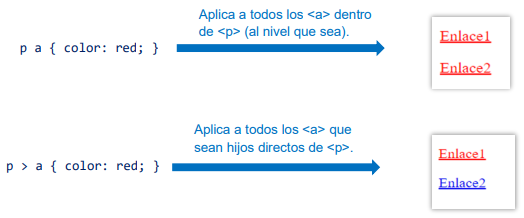 Aplica a todos los <a> dentro
de <p> (al nivel que sea).
p a { color: red; }
Enlace1
Enlace2
Aplica a todos los <a> que
sean hijos directos de <p>.
p > a { color: red; }
Enlace1
Enlace2